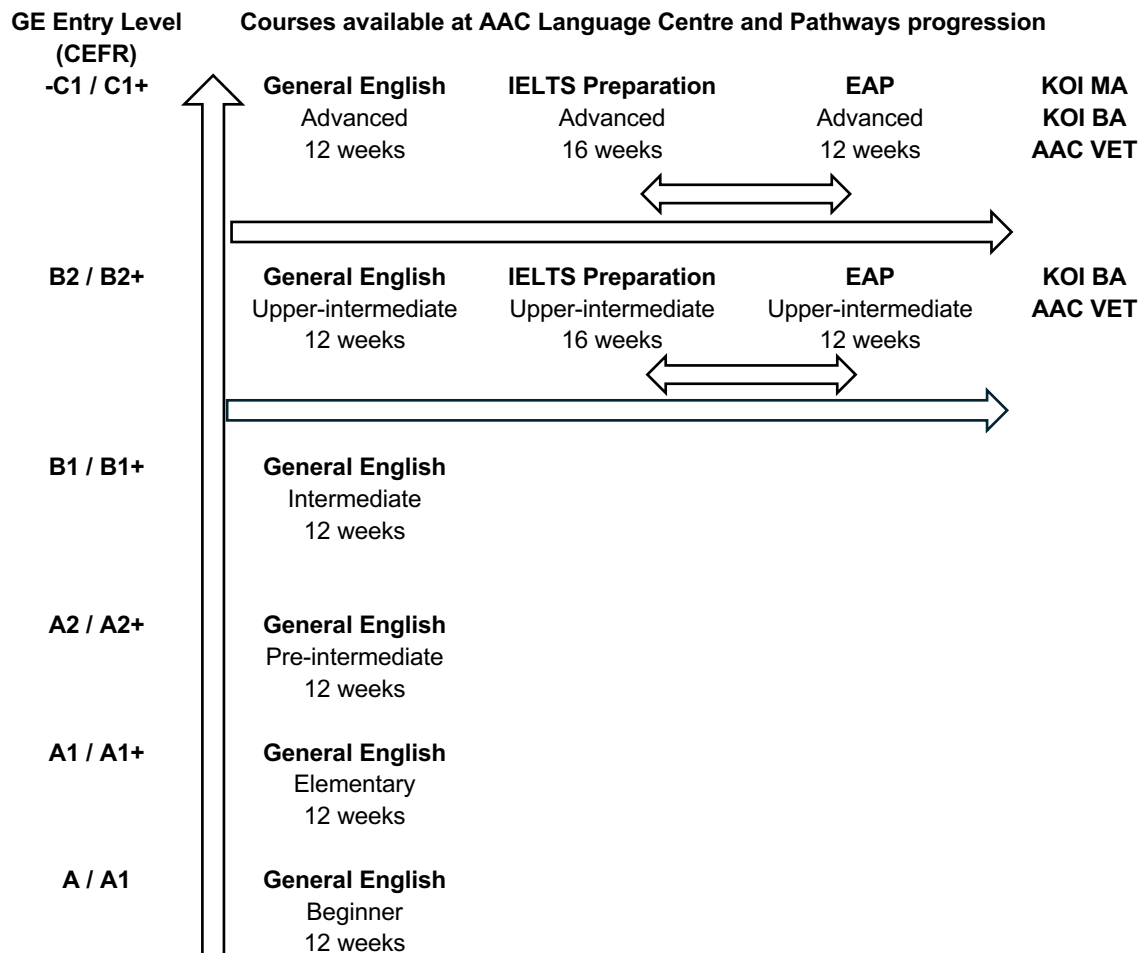 GE Entry Level Courses available at AAC Language Centre and Pathways progression
(CEFR)
-C1 / C1+ General English IELTS Preparation EAP KOI MA
Advanced Advanced Advanced KOI BA
12 weeks 16 weeks 12 weeks AAC VET
B2 / B2+ General English IELTS Preparation EAP KOI BA
Upper-intermediate Upper-intermediate Upper-intermediate AAC VET
12 weeks 16 weeks 12 weeks
B1 / B1+ General English
Intermediate
12 weeks
A2 / A2+ General English
Pre-intermediate
12 weeks
A1 / A1+ General English
Elementary
12 weeks
A / A1 General English
Beginner
12 weeks